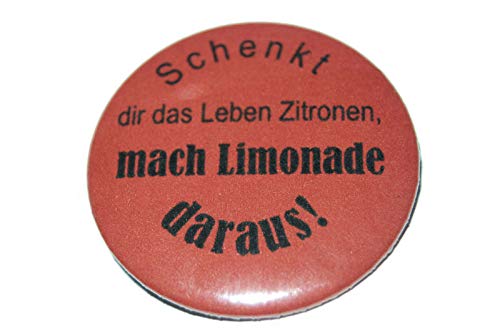 Schenkt
dir das Leben Zitronen,
mach Limonade
daraus!